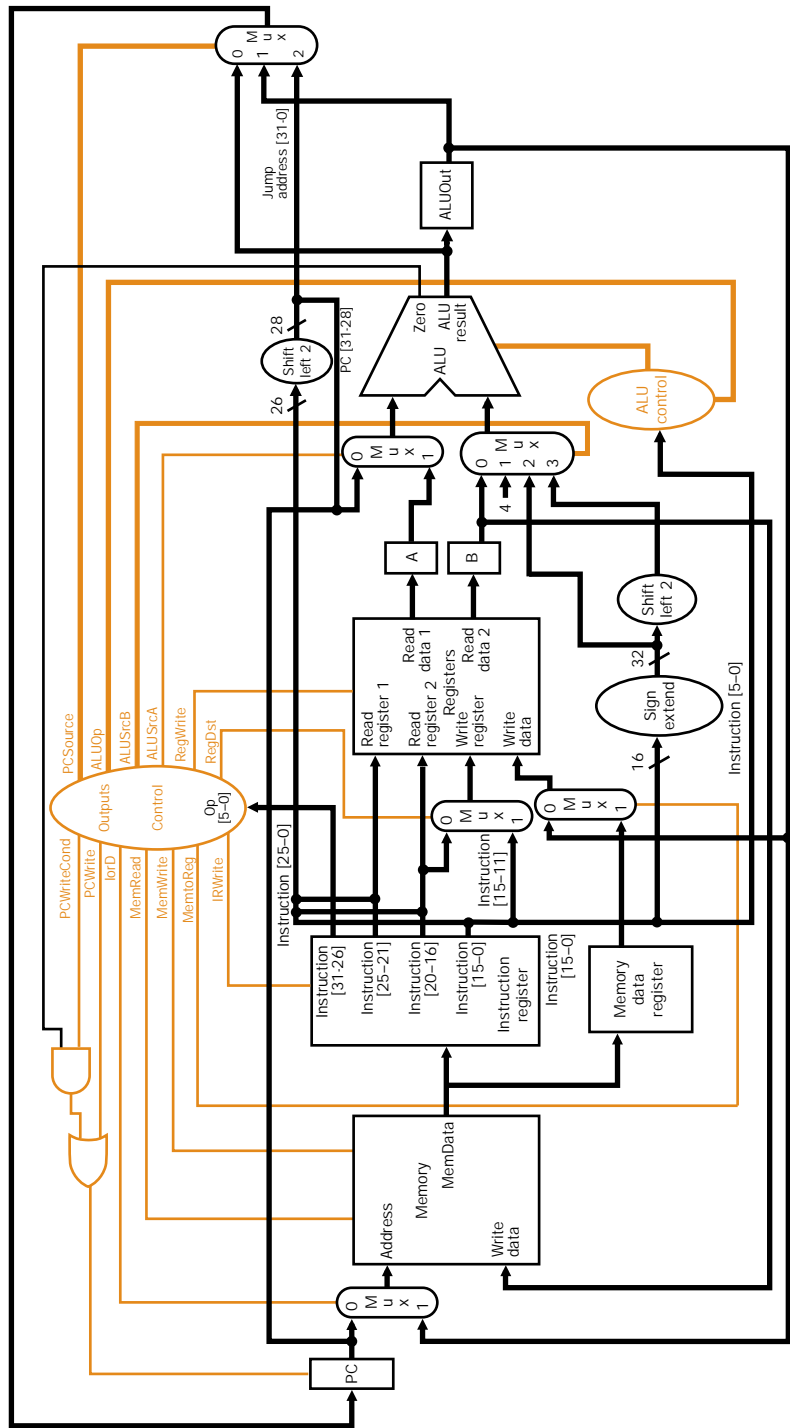 PCWriteCond
PCWrite
IorD
MemRead
MemWrite
MemtoReg
IRWrite
PCSource
ALUOp
ALUSrcB
ALUSrcA
RegWrite
RegDst
Outputs
Control
Op
[5–0]
PC
0
M
u
x
1
Address
Memory
MemData
Write
data
Instruction
[31-26]
Instruction
[25–21]
Instruction
[20–16]
Instruction
[15–0]
Instruction
register
Instruction [25–0]
Instruction
[15–0]
Memory
data
register
Instruction
[15–11]
0
M
u
x
1
0
M
u
x
1
Read
register 1
Read
register 2
Registers
Write
register
Write
data
Read
data 1
Read
data 2
16
Sign
extend
32
Shift
left 2
Instruction [5–0]
A
B
4
0
M
u
x
1
0
1
M
u
x
2
3
26
Shift
left 2
28
PC [31-28]
Jump
address [31-0]
Zero
ALU
ALU
result
ALU
control
ALUOut
0
1
M
u
x
2